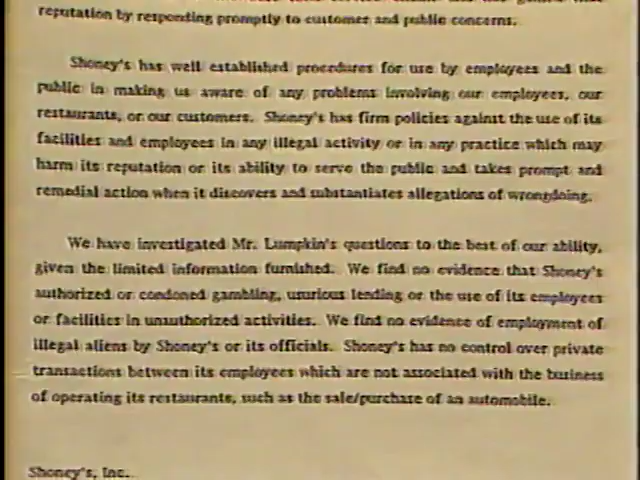 reputation by responding promptly to customer and public concerns.
Shoney's has well established procedures for use by employees and the
public in making us aware of any problems involving our employees, our
restaurants, or our customers. Shoney's has firm policies against the use of its
facilities and employees in any illegal activity or in any practice which may
harm its reputation or its ability to serve the public and takes prompt and
remedial action when it discovers and substantiates allegations of wrongdoing.
We have investigated Mr. Lumpkin's questions to the best of our ability,
given the limited information furnished. We find no evidence that Shoney's
authorized or condoned gambling, usurious lending or the use of its employees
or facilities in unauthorized activities. We find no evidence of employment of
illegal aliens by Shoney's or its officials. Shoney's has no control over private
transactions between its employees which are not associated with the business
of operating its restaurants, such as the sale/purchase of an automobile.
Shoney's, Inc.